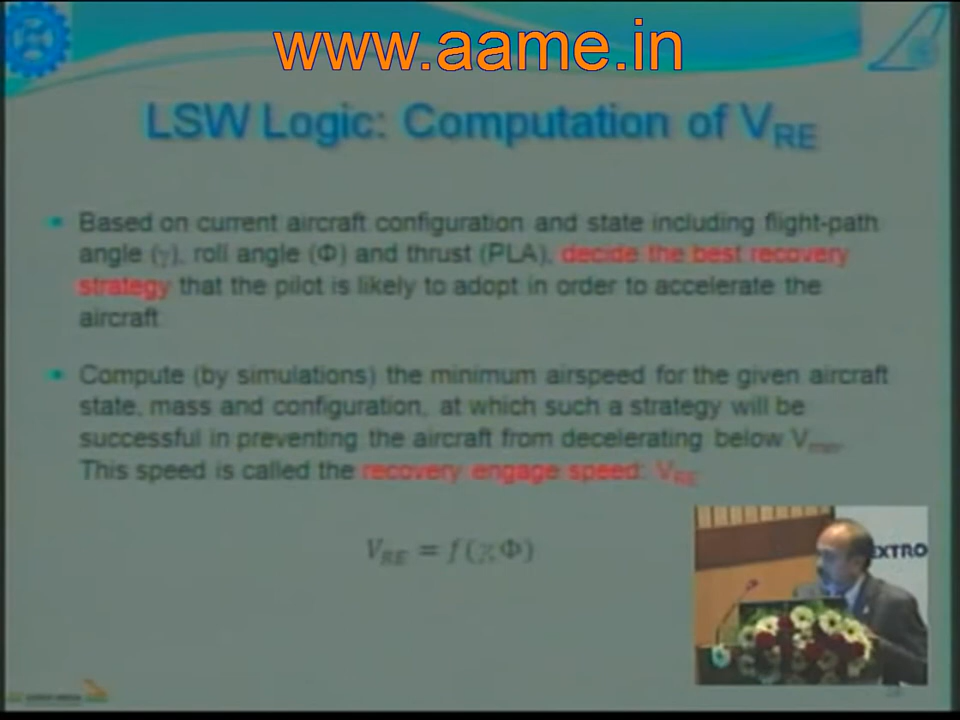 www.aame.in
LSW Logic: Computation of VRE
Based on current aircraft configuration and state including flight-path
angle (γ), roll angle (Φ) and thrust (PLA), decide the best recovery
strategy that the pilot is likely to adopt in order to accelerate the
aircraft
Compute (by simulations) the minimum airspeed for the given aircraft
state, mass and configuration, at which such a strategy will be
successful in preventing the aircraft from decelerating below Vmin.
This speed is called the recovery engage speed: VRE
VRE = f(γ,Φ)
EXTRO